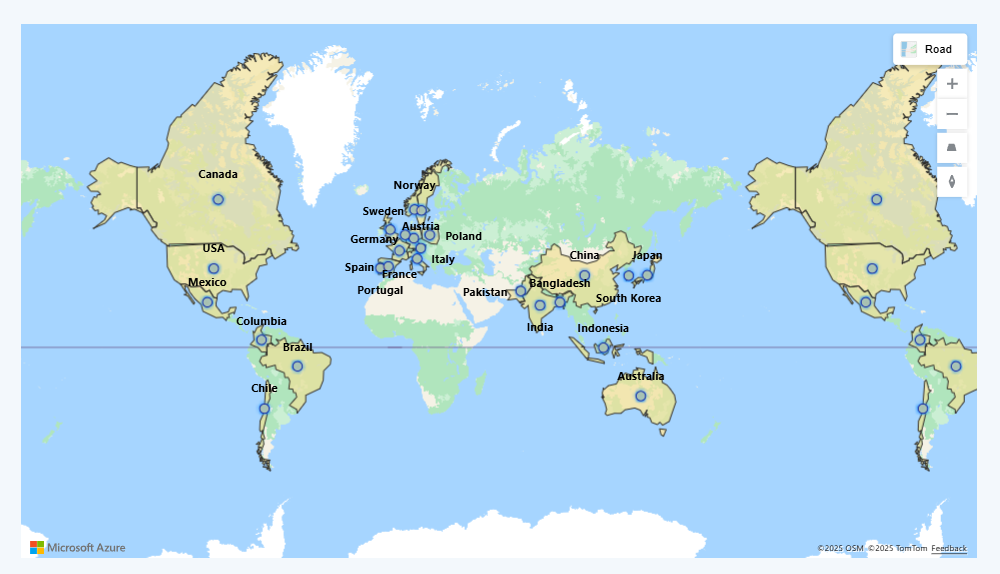 Road
Canada
Norway
Sweden
Austria
Germany
Poland
USA
China
Japan
Italy
Spain
France
Mexico
Bangladesh
Portugal
Pakistan
South Korea
Columbia
India
Indonesia
Brazil
Australia
Chile
Microsoft Azure
©2025 OSM ©2025 TomTom Feedback